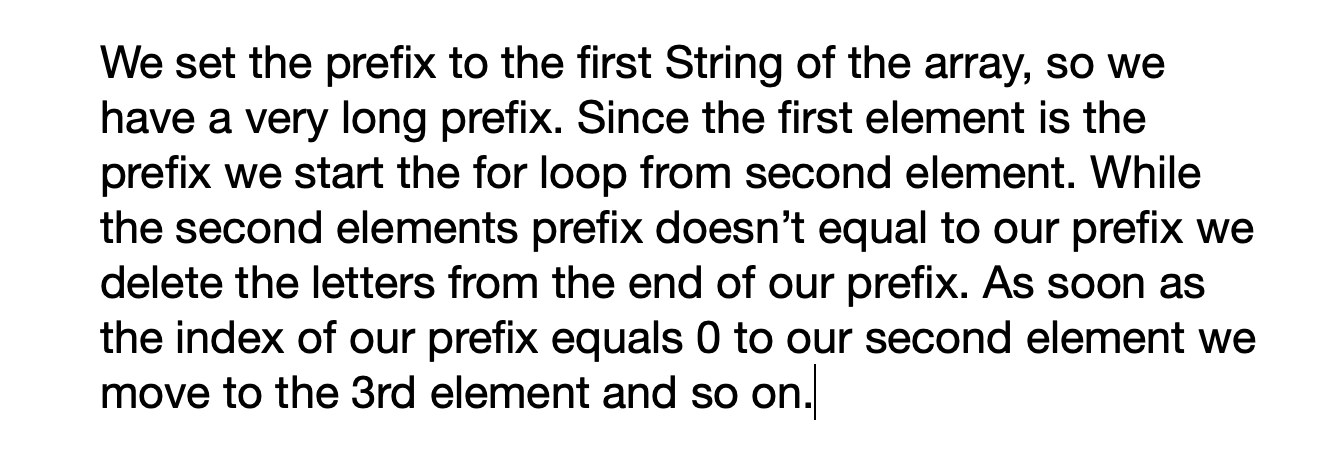 We set the prefix to the first String of the array, so we
have a very long prefix. Since the first element is the
prefix we start the for loop from second element. While
the second elements prefix doesn’t equal to our prefix we
delete the letters from the end of our prefix. As soon as
the index of our prefix equals 0 to our second element we
move to the 3rd element and so on.